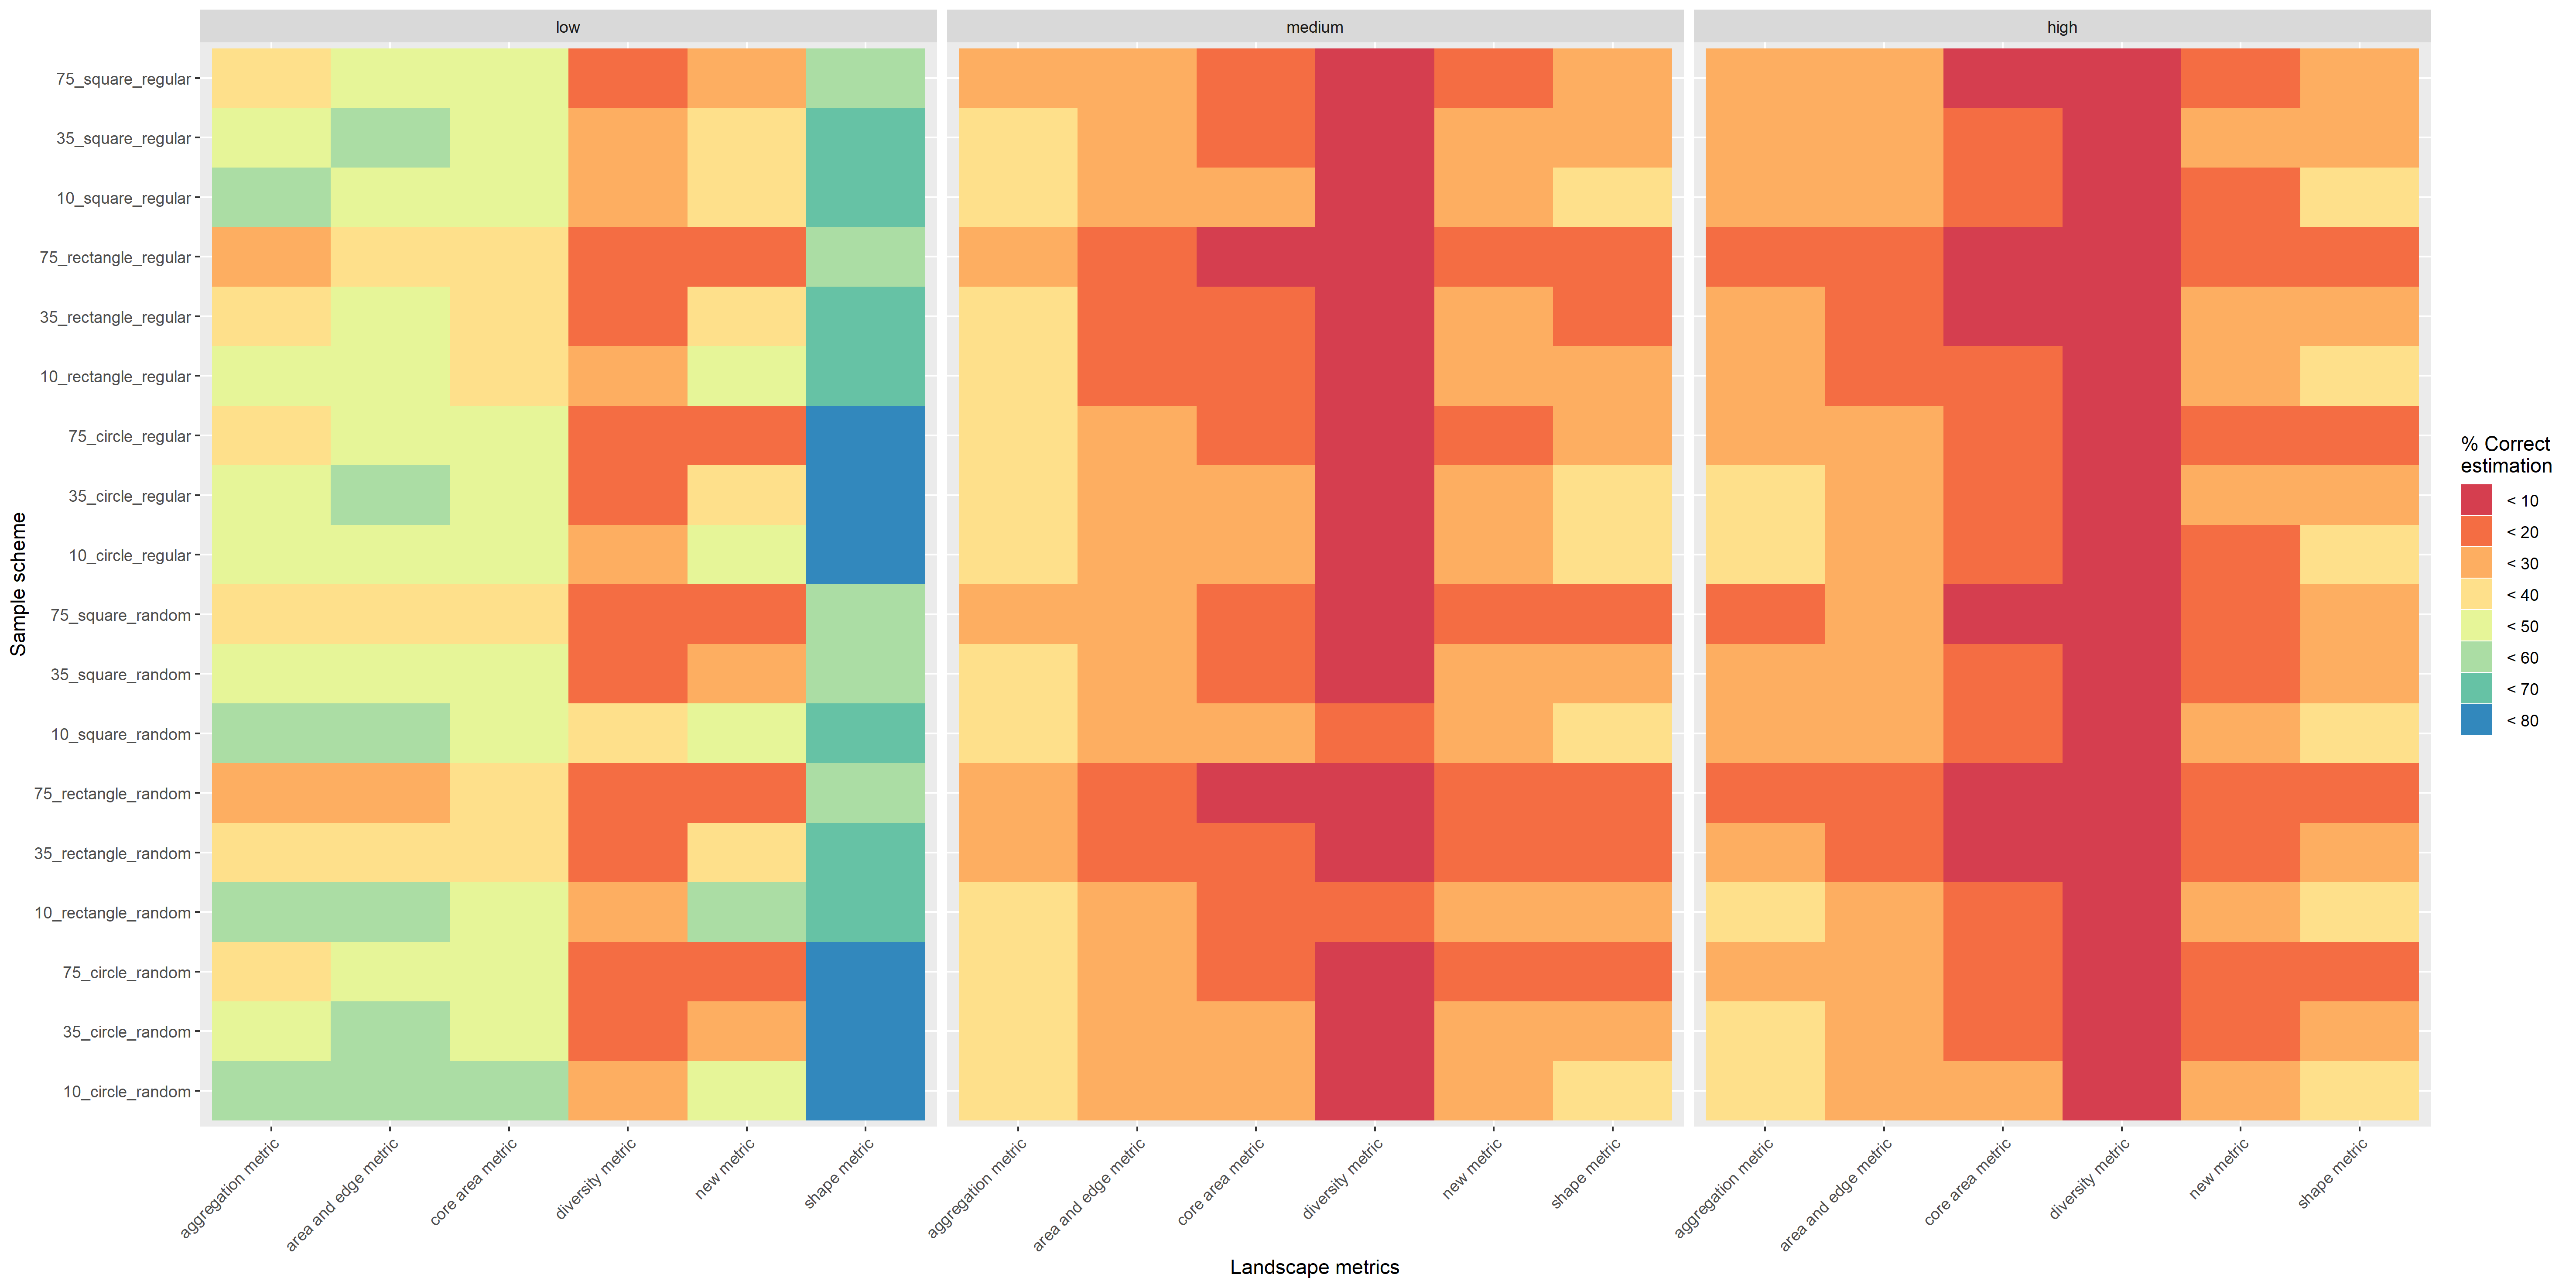 low
medium
high
75_square_regular
35_square_regular
10_square_regular
75_rectangle_regular
35_rectangle_regular
10_rectangle_regular
75_circle_regular
35_circle_regular
10_circle_regular
75_square_random
35_square_random
10_square_random
75_rectangle_random
35_rectangle_random
10_rectangle_random
75_circle_random
35_circle_random
10_circle_random
Sample scheme
aggregation metric
area and edge metric
core area metric
diversity metric
new metric
shape metric
aggregation metric
area and edge metric
core area metric
diversity metric
new metric
shape metric
aggregation metric
area and edge metric
core area metric
diversity metric
new metric
shape metric
Landscape metrics
% Correct
estimation
< 10
< 20
< 30
< 40
< 50
< 60
< 70
< 80